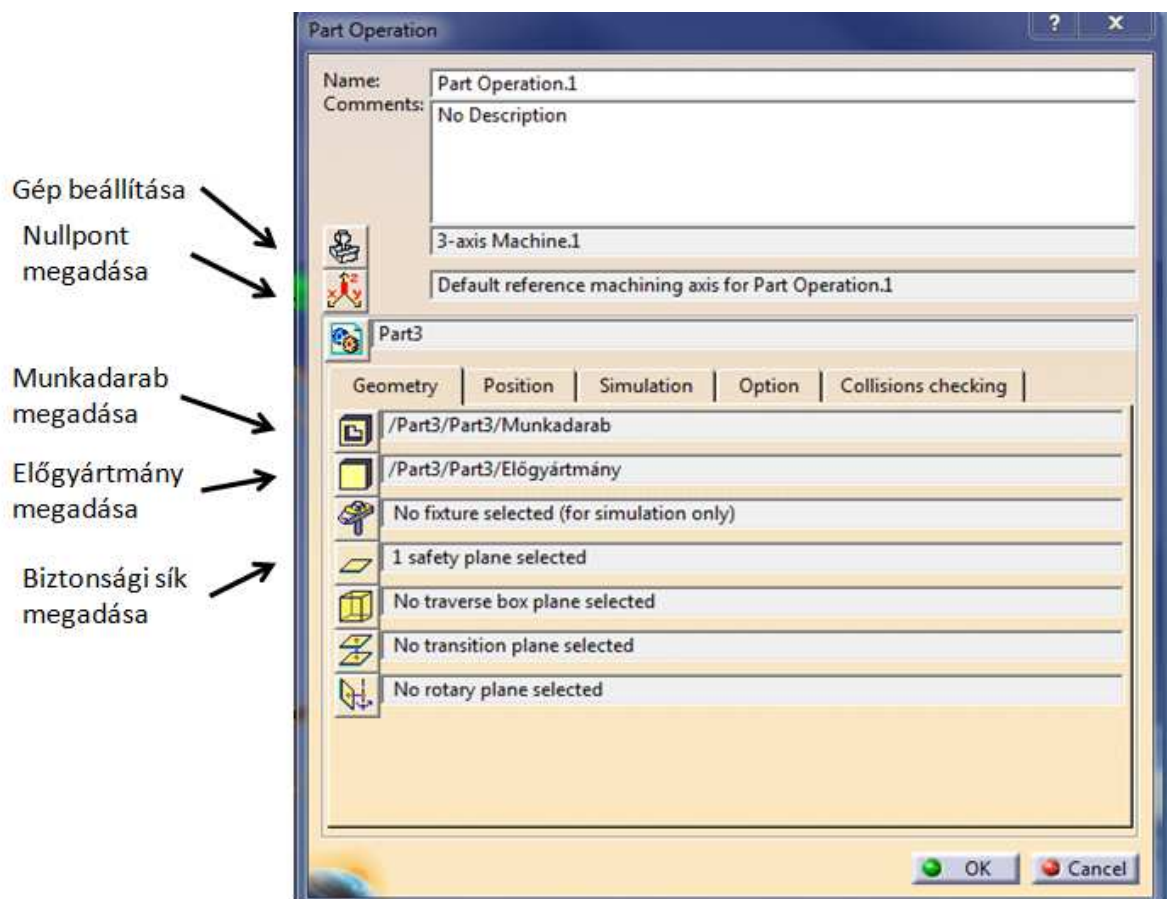 Part Operation
Name:
Part Operation.1
Comments:
No Description
Gép beállítása
3-axis Machine.1
Nullpont
megadása
Default reference machining axis for Part Operation.1
Part3
Geometry Position Simulation Option Collisions checking
Munkadarab
megadása
/Part3/Part3/Munkadarab
Előgyártmány
megadása
/Part3/Part3/Előgyártmány
No fixture selected (for simulation only)
Biztonsági sík
megadása
1 safety plane selected
No traverse box plane selected
No transition plane selected
No rotary plane selected
OK Cancel